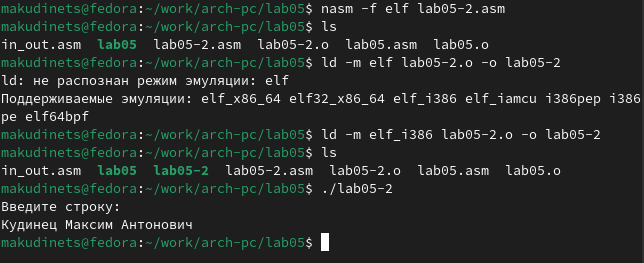 makudinets@fedora:~/work/arch-pc/lab05$ nasm -f elf lab05-2.asm
makudinets@fedora:~/work/arch-pc/lab05$ ls
in_out.asm lab05 lab05-2.asm lab05-2.o lab05.asm lab05.o
makudinets@fedora:~/work/arch-pc/lab05$ ld -m elf lab05-2.o -o lab05-2
ld: не распознан режим эмуляции: elf
Поддерживаемые эмуляции: elf_x86_64 elf32_x86_64 elf_i386 elf_iamcu i386pep i386
pe elf64bpf
makudinets@fedora:~/work/arch-pc/lab05$ ld -m elf_i386 lab05-2.o -o lab05-2
makudinets@fedora:~/work/arch-pc/lab05$ ls
in_out.asm lab05 lab05-2 lab05-2.asm lab05-2.o lab05.asm lab05.o
makudinets@fedora:~/work/arch-pc/lab05$ ./lab05-2
Введите строку:
Кудинец Максим Антонович
makudinets@fedora:~/work/arch-pc/lab05$